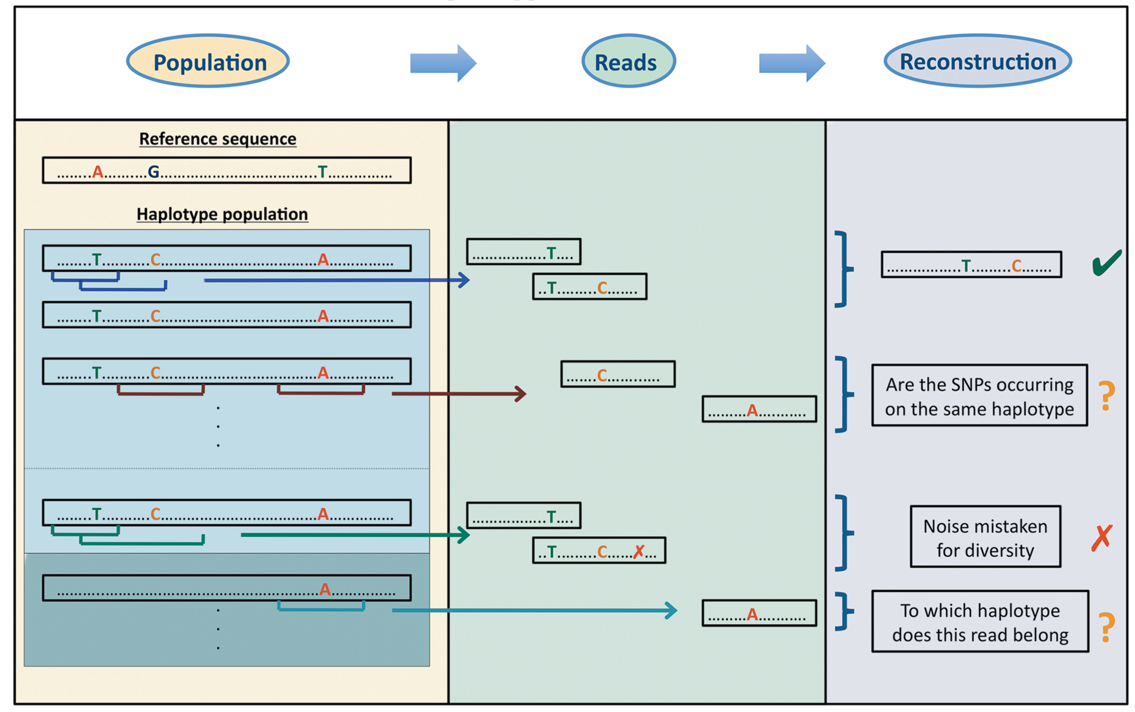 Population
Reads
Reconstruction
Reference sequence
........A..........G.....................................T...............
Haplotype population
........T...........C......................................A...............
..................T....
..T..........C.......
..................T...........C........
........T...........C......................................A...............
........T...........C......................................A...............
.......C............
.........A...........
Are the SNPs occurring
on the same haplotype
?
........T...........C......................................A...............
..................T....
..T..........C.......✗...
Noise mistaken
for diversity
✗
.............................................................A...............
.........A...........
To which haplotype
does this read belong
?